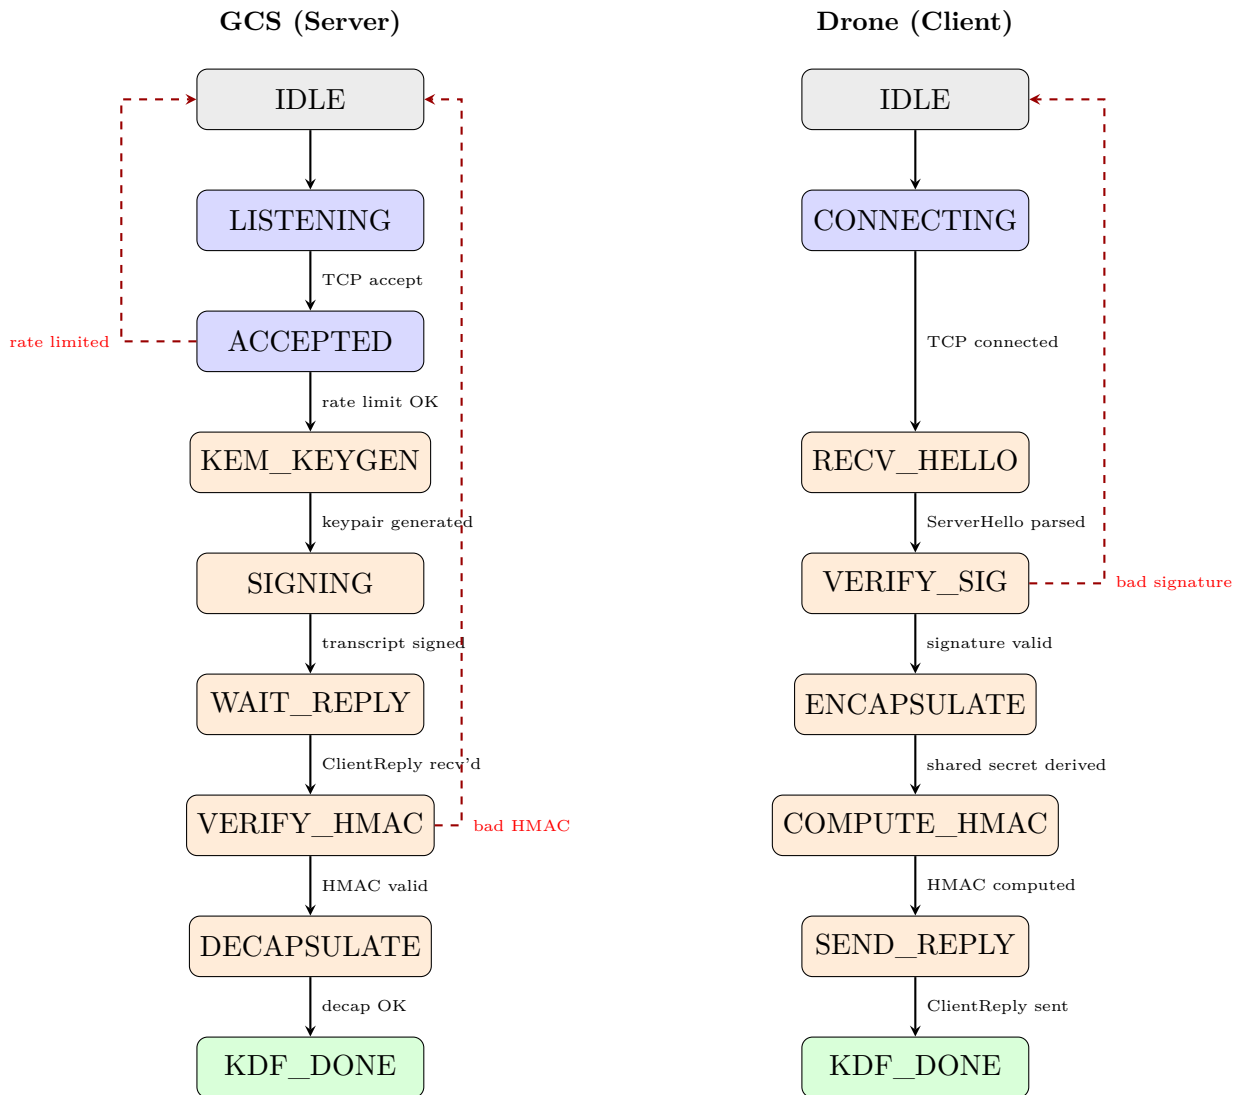 GCS (Server)
IDLE
LISTENING
TCP accept
ACCEPTED
rate limited
rate limit OK
KEM_KEYGEN
keypair generated
SIGNING
transcript signed
WAIT_REPLY
ClientReply recv'd
VERIFY_HMAC
bad HMAC
HMAC valid
DECAPSULATE
decap OK
KDF_DONE
Drone (Client)
IDLE
CONNECTING
TCP connected
RECV_HELLO
ServerHello parsed
VERIFY_SIG
bad signature
signature valid
ENCAPSULATE
shared secret derived
COMPUTE_HMAC
HMAC computed
SEND_REPLY
ClientReply sent
KDF_DONE